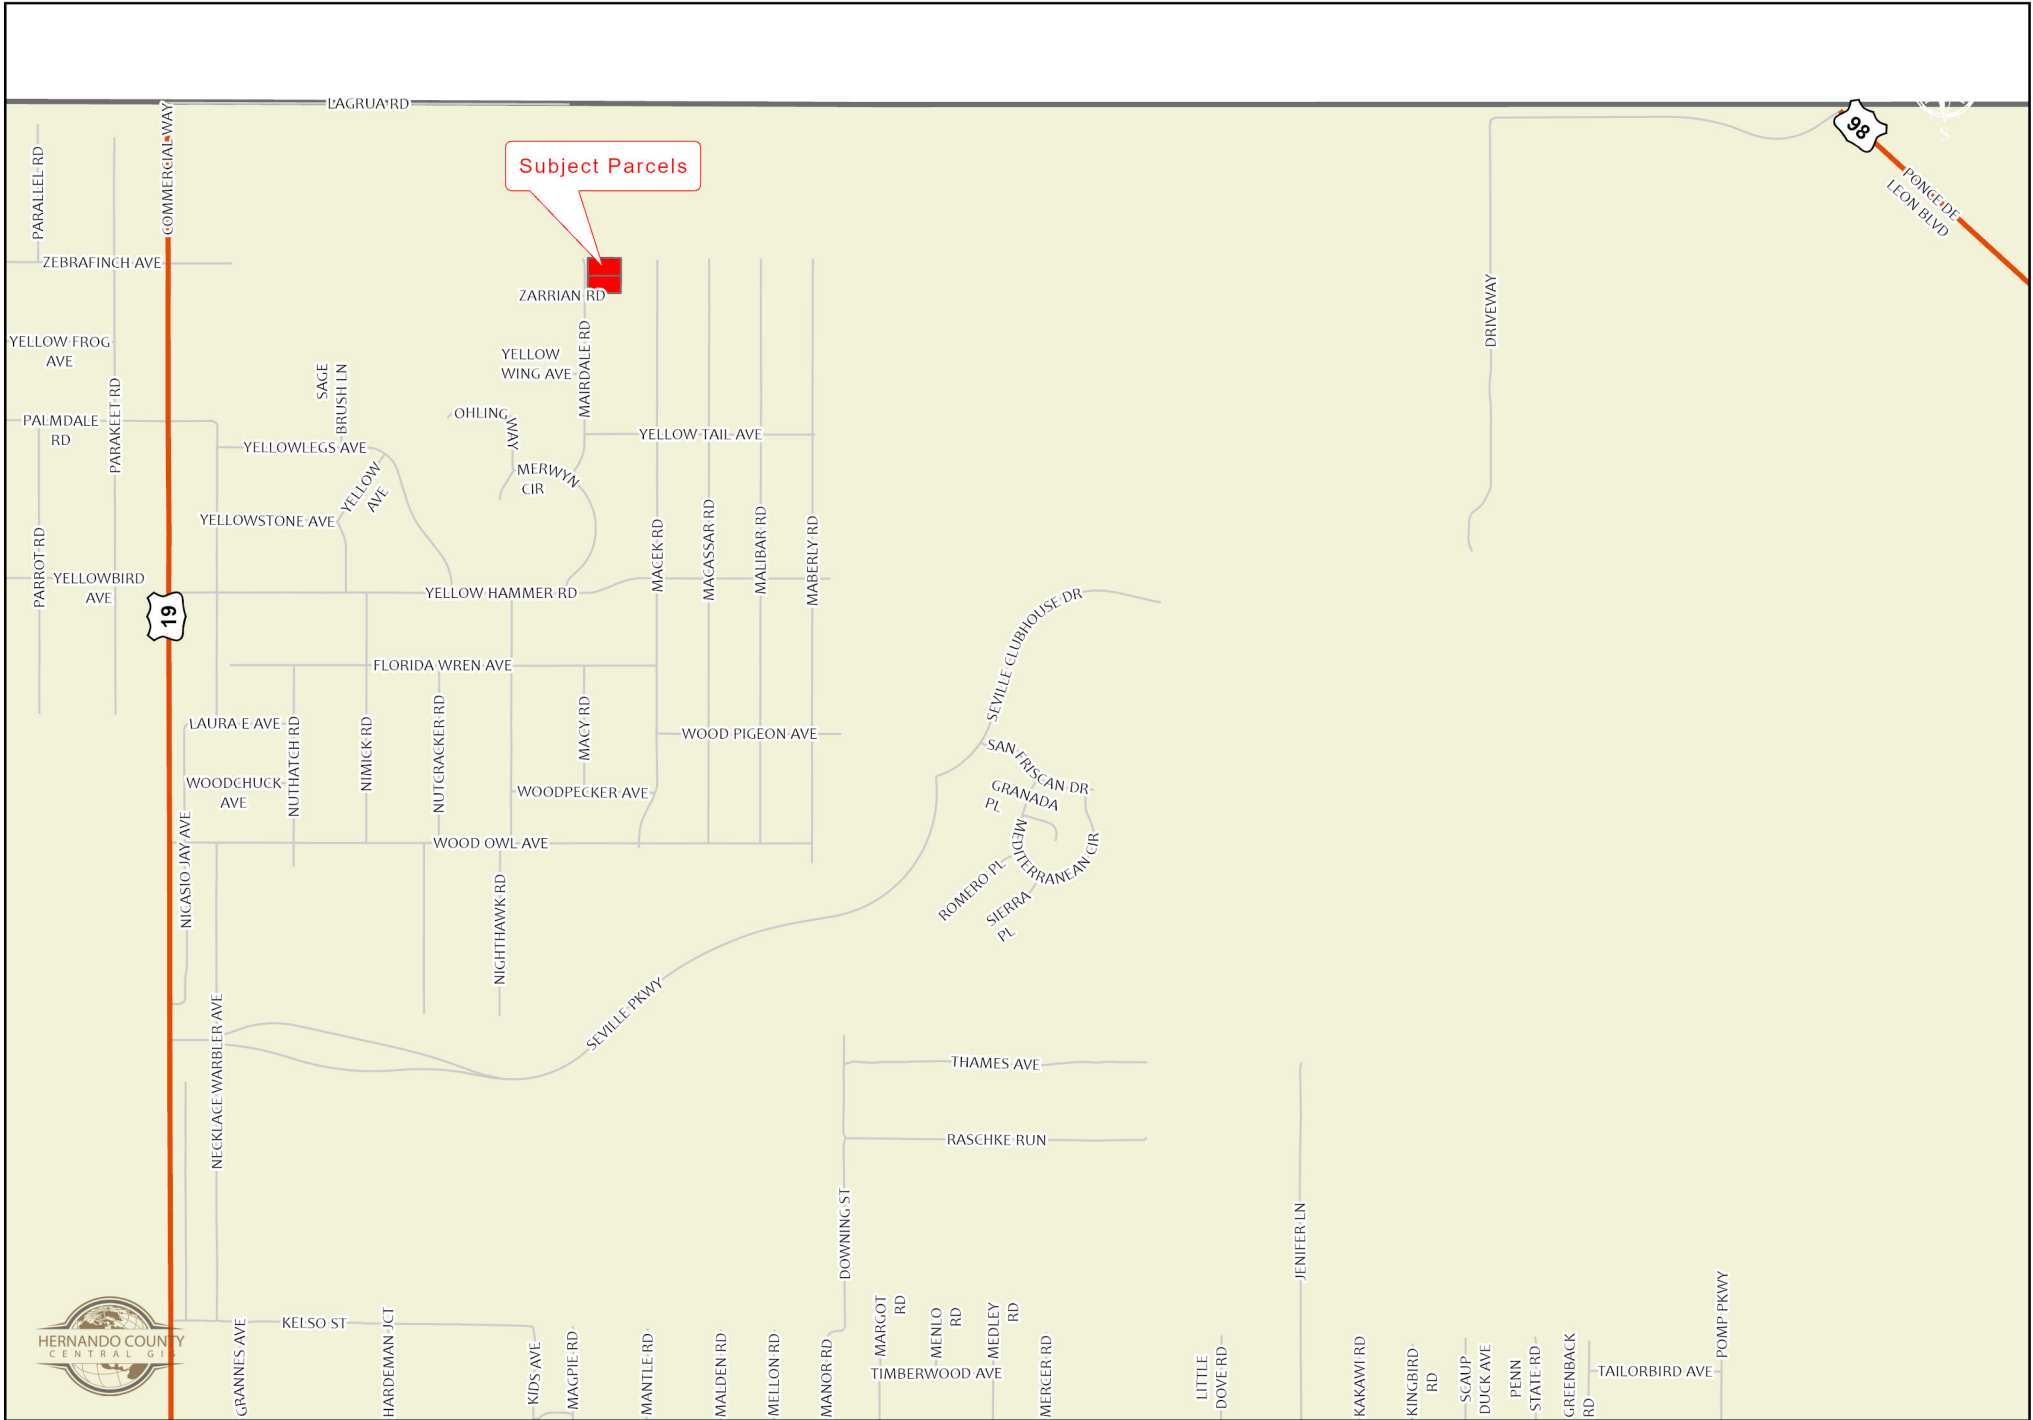 LAGRUA RD
COMMERCIAL WAY
98
S
PARALLEL RD
Subject Parcels
PONCE DE
LEON BLVD
ZEBRAFINCH AVE
DRIVEWAY
ZARRIAN RD
YELLOW FROG
AVE
YELLOW
WING AVE
MAIRDALE RD
SAGE
BRUSH LN
PARAKEET RD
PALMDALE
RD
OHLING
WAY
YELLOW TAIL AVE
YELLOWLEGS AVE
YELLOW
AVE
MERWYN
CIR
YELLOWSTONE AVE
MACEK RD
MACASSAR RD
MALIBAR RD
MABERLY RD
PARROT RD
YELLOWBIRD
AVE
YELLOW HAMMER RD
19
SEVILLE CLUBHOUSE DR
FLORIDA WREN AVE
LAURA E AVE
NUTHATCH RD
NIMICK RD
NUTCRACKER RD
MACY RD
WOOD PIGEON AVE
SAN FRISCAN DR
WOODCHUCK
AVE
WOODPECKER AVE
GRANADA
PL
NICASIO JAY AVE
WOOD OWL AVE
MEDITERRANEAN CIR
NIGHTHAWK RD
ROMERO PL
SIERRA
PL
SEVILLE PKWY
NECKLACE WARBLER AVE
THAMES AVE
RASCHKE RUN
DOWNING ST
JENIFER LN
HERNANDO COUNTY
CENTRAL GIS
GRANNES AVE
KELSO ST
HARDEMAN JCT
KIDS AVE
MAGPIE RD
MANTLE RD
MALDEN RD
MELLON RD
MANOR RD
MARGOT
RD
MENLO
RD
MEDLEY
RD
TIMBERWOOD AVE
MERCER RD
LITTLE
DOVE RD
KAKAWI RD
KINGBIRD
RD
SCAUP
DUCK AVE
PENN
STATE RD
GREENBACK
RD
TAILORBIRD AVE
POMP PKWY